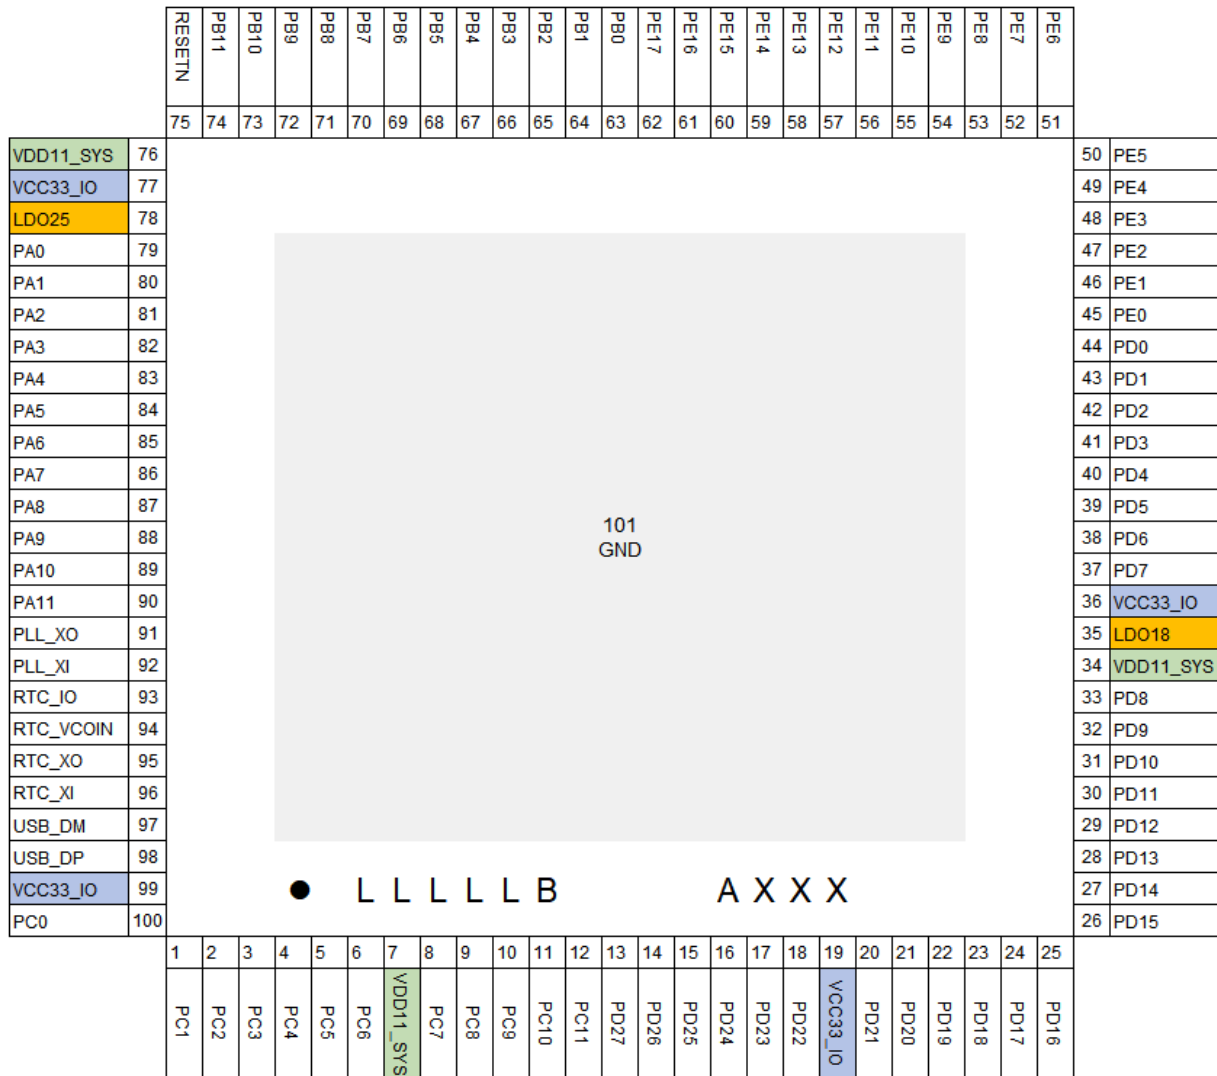 RESETN PB11 PB10 PB9 PB8 PB7 PB6 PB5 PB4 PB3 PB2 PB1 PB0 PE17 PE16 PE15 PE14 PE13 PE12 PE11 PE10 PE9 PE8 PE7 PE6
75 74 73 72 71 70 69 68 67 66 65 64 63 62 61 60 59 58 57 56 55 54 53 52 51
VDD11_SYS 76 50 PE5
VCC33_IO 77 49 PE4
LDO25 78 48 PE3
PA0 79 47 PE2
PA1 80 46 PE1
PA2 81 45 PE0
PA3 82 44 PD0
PA4 83 43 PD1
PA5 84 42 PD2
PA6 85 41 PD3
PA7 86 40 PD4
PA8 87 39 PD5
101
PA9 88 38 PD6
GND
PA10 89 37 PD7
PA11 90 36 VCC33_IO
PLL_XO 91 35 LDO18
PLL_XI 92 34 VDD11_SYS
RTC_IO 93 33 PD8
RTC_VCOIN 94 32 PD9
RTC_XO 95 31 PD10
RTC_XI 96 30 PD11
USB_DM 97 29 PD12
USB_DP 98 28 PD13
VCC33_IO 99 ● L L L L L B A X X X 27 PD14
PC0 100 26 PD15
1 2 3 4 5 6 7 8 9 10 11 12 13 14 15 16 17 18 19 20 21 22 23 24 25
PC1 PC2 PC3 PC4 PC5 PC6 VDD11_SYS PC7 PC8 PC9 PC10 PC11 PD27 PD26 PD25 PD24 PD23 PD22 VCC33_IO PD21 PD20 PD19 PD18 PD17 PD16